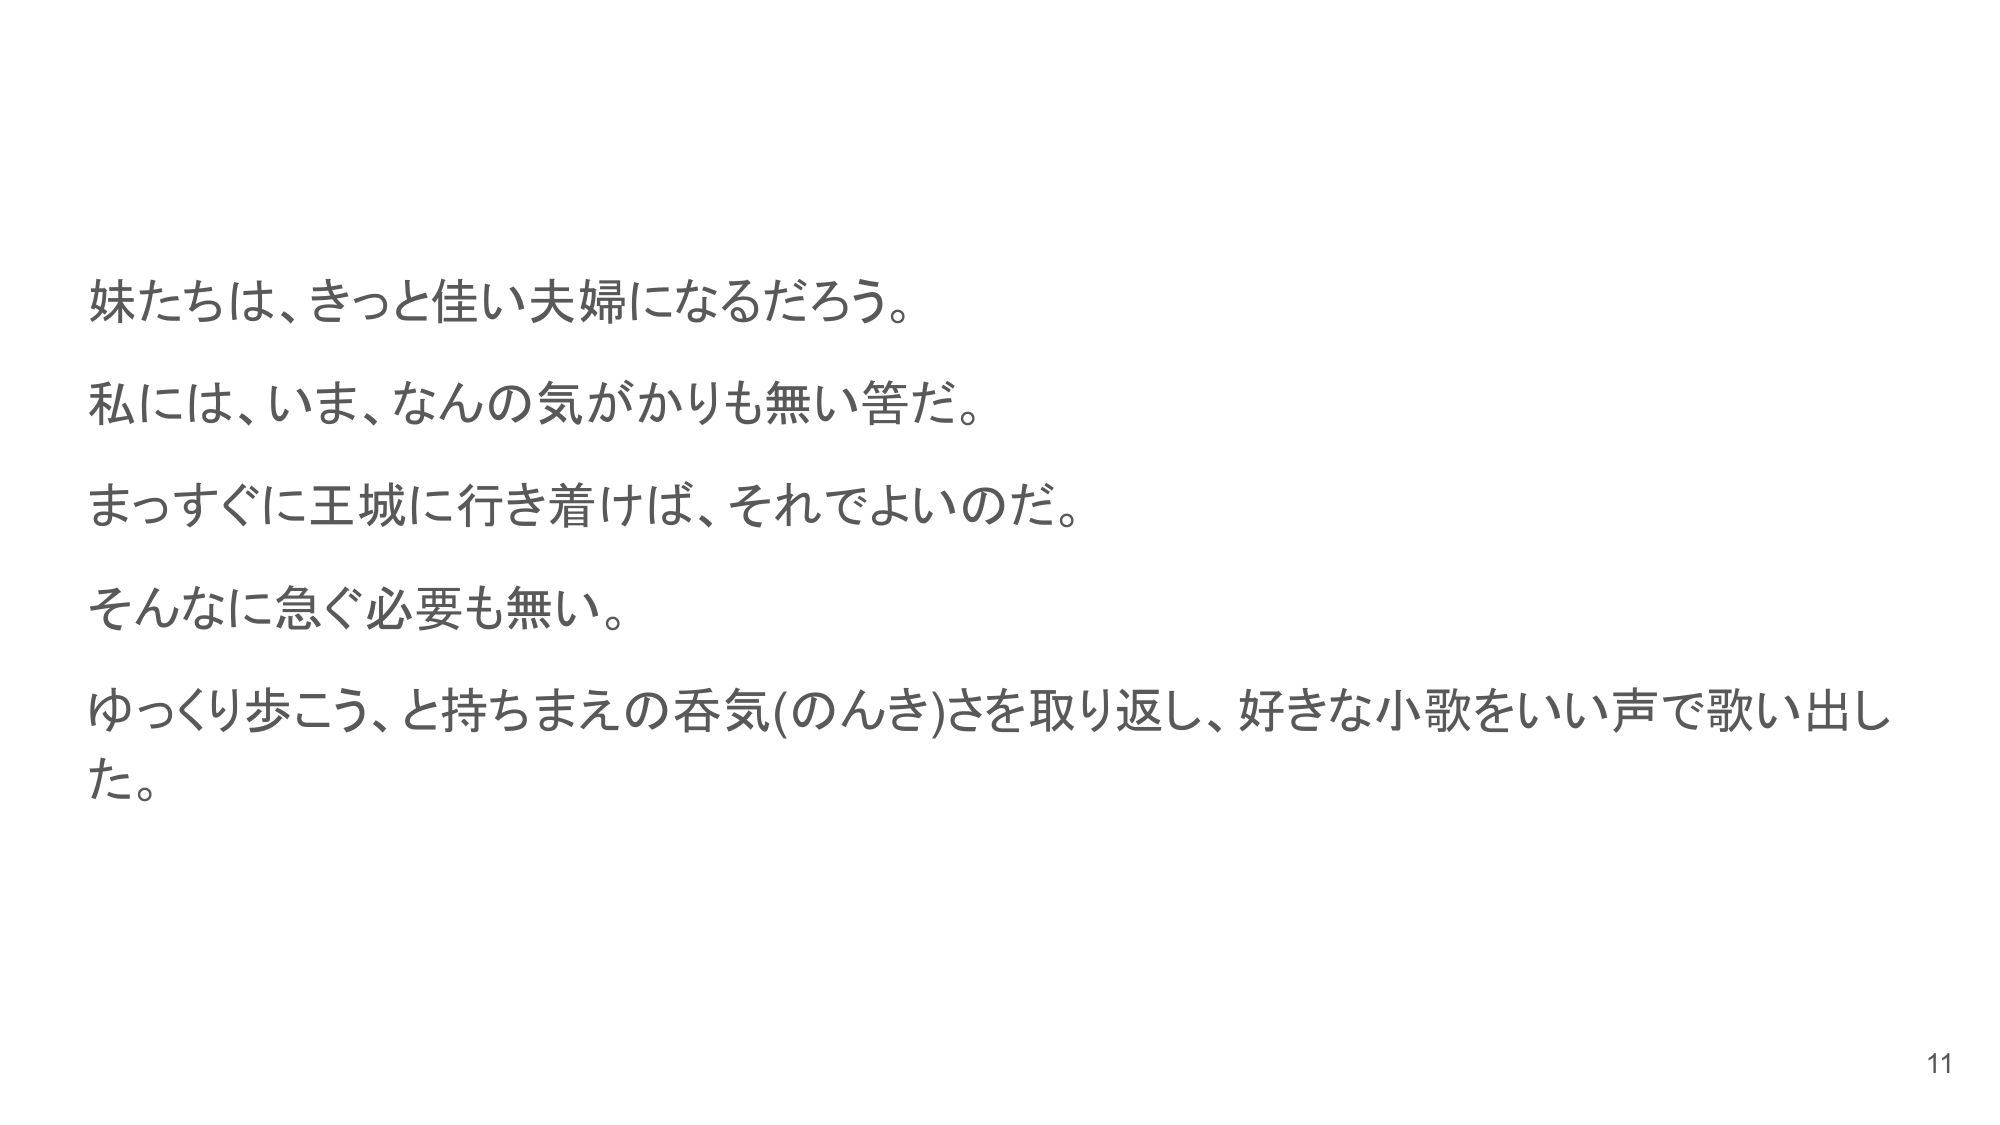 妹たちは、きっと佳い夫婦になるだろう。
私には、いま、なんの気がかりも無い筈だ。
まっすぐに王城に行き着けば、それでよいのだ。
そんなに急ぐ必要も無い。
ゆっくり歩こう、と持ちまえの呑気(のんき)さを取り返し、好きな小歌をいい声で歌い出し
た。
11